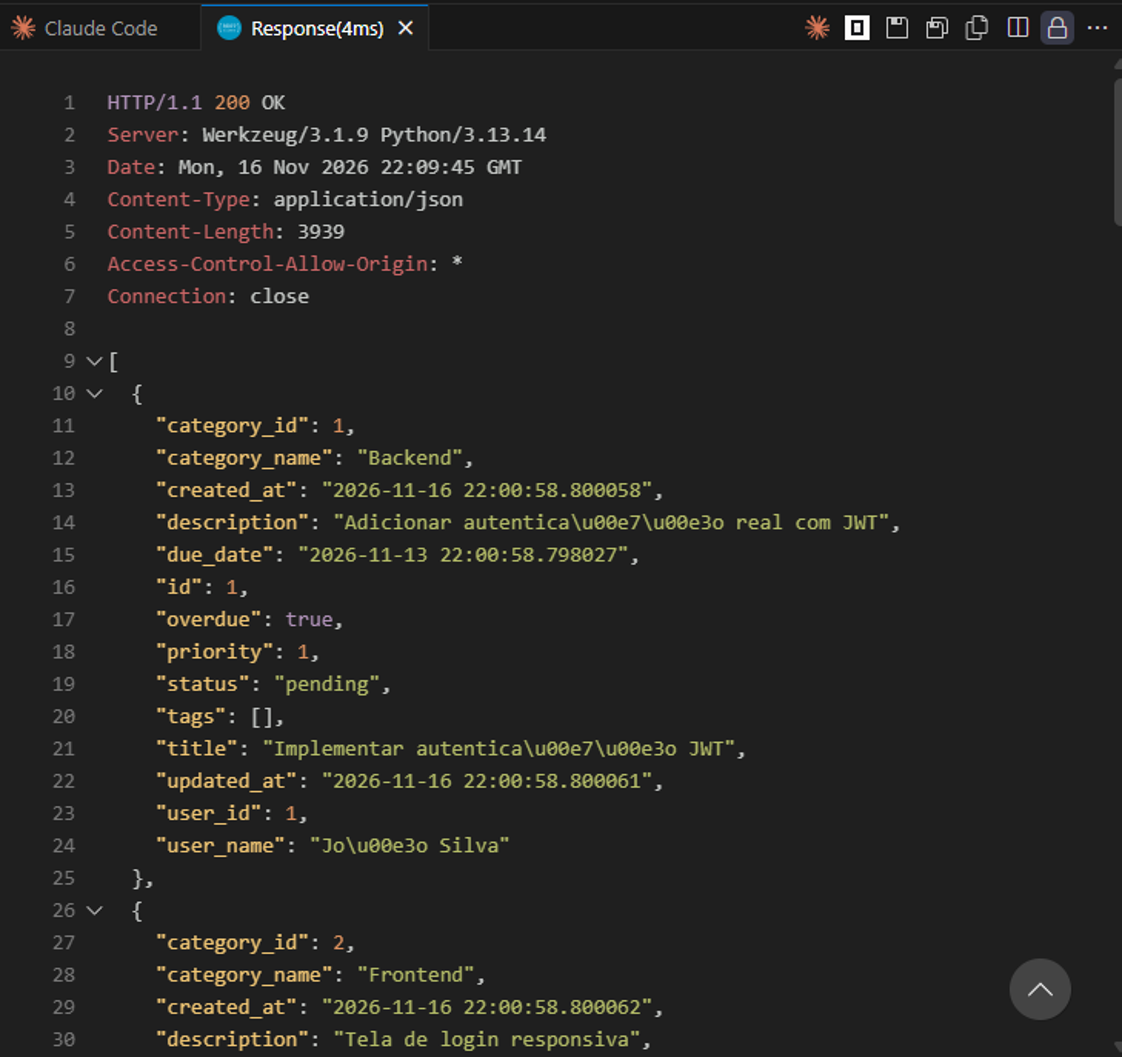 Claude Code
Response(4ms)
1 HTTP/1.1 200 OK
2 Server: Werkzeug/3.1.9 Python/3.13.14
3 Date: Mon, 16 Nov 2026 22:09:45 GMT
4 Content-Type: application/json
5 Content-Length: 3939
6 Access-Control-Allow-Origin: *
7 Connection: close
8
9 [
10 {
11 "category_id": 1,
12 "category_name": "Backend",
13 "created_at": "2026-11-16 22:00:58.800058",
14 "description": "Adicionar autentica\u00e7\u00e3o real com JWT",
15 "due_date": "2026-11-13 22:00:58.798027",
16 "id": 1,
17 "overdue": true,
18 "priority": 1,
19 "status": "pending",
20 "tags": [],
21 "title": "Implementar autentica\u00e7\u00e3o JWT",
22 "updated_at": "2026-11-16 22:00:58.800061",
23 "user_id": 1,
24 "user_name": "Jo\u00e3o Silva"
25 },
26 {
27 "category_id": 2,
28 "category_name": "Frontend",
29 "created_at": "2026-11-16 22:00:58.800062",
30 "description": "Tela de login responsiva",